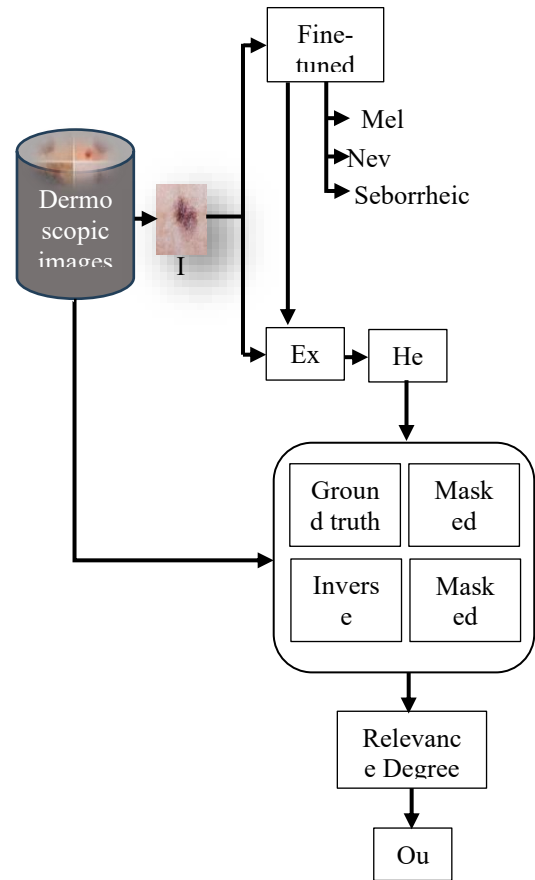 Fine-
tuned
Mel
Nev
Seborrheic
Dermo
scopic
images
I
Ex
He
Groun
d truth
Mask
ed
Invers
e
Mask
ed
Relevanc
e Degree
Ou